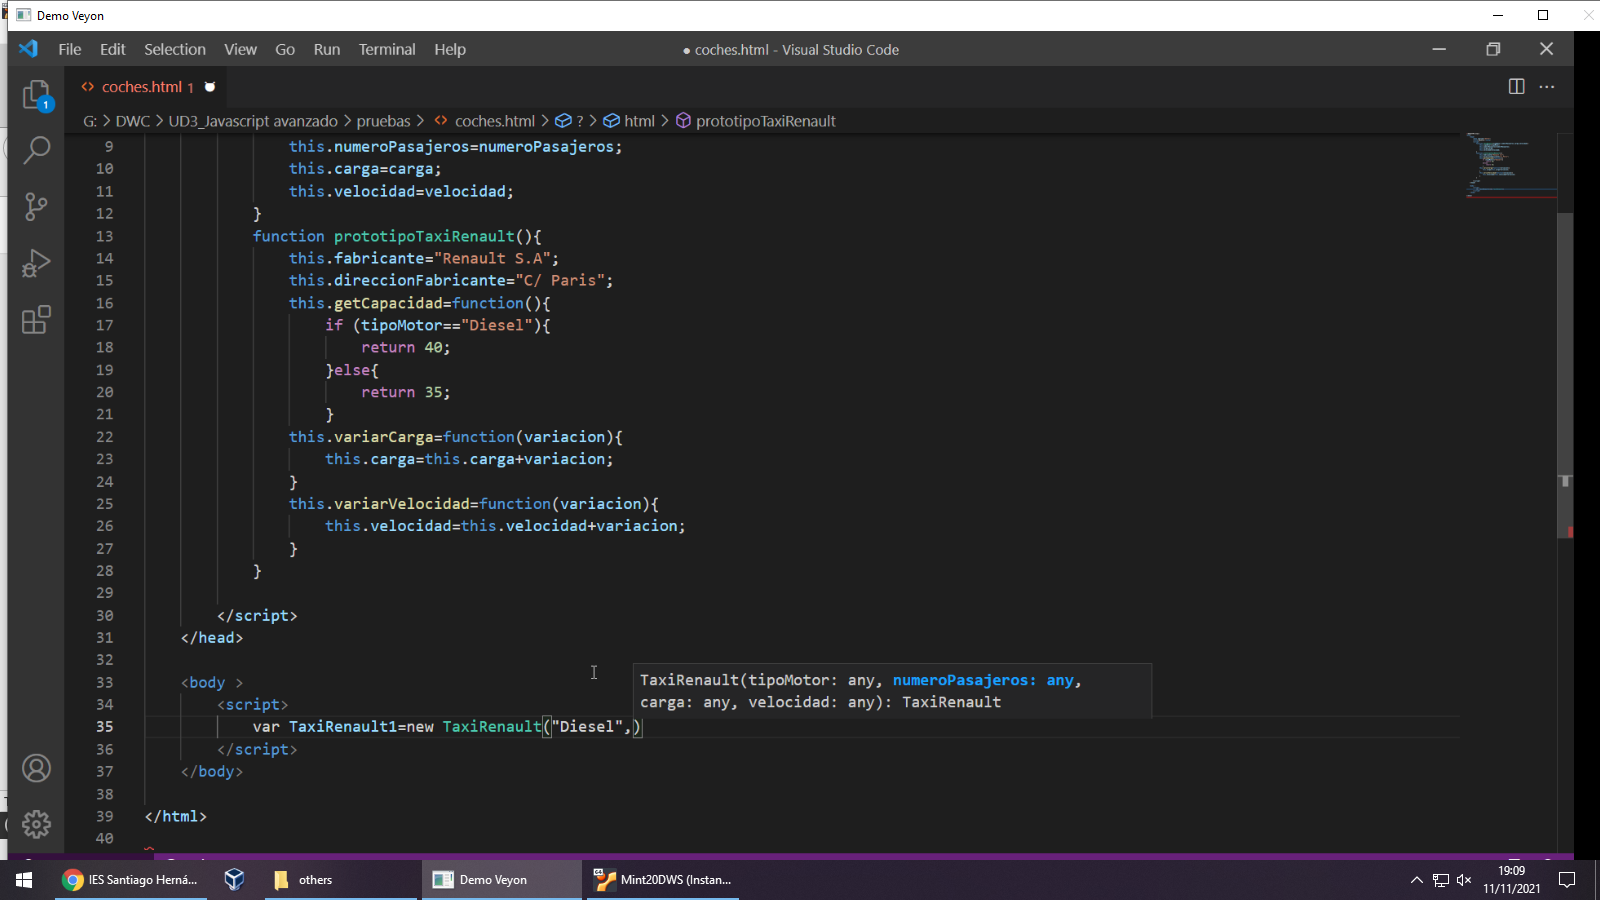 Demo Veyon
File Edit Selection View Go Run Terminal Help
● coches.html - Visual Studio Code
<> coches.html 1
1
G: > DWC > UD3_Javascript avanzado > pruebas > <> coches.html > ? > html > prototipoTaxiRenault
9 this.numeroPasajeros=numeroPasajeros;
10 this.carga=carga;
11 this.velocidad=velocidad;
12 }
13 function prototipoTaxiRenault(){
14 this.fabricante="Renault S.A";
15 this.direccionFabricante="C/ Paris";
16 this.getCapacidad=function(){
17 if (tipoMotor=="Diesel"){
18 return 40;
19 }else{
20 return 35;
21 }
22 this.variarCarga=function(variacion){
23 this.carga=this.carga+variacion;
24 }
25 this.variarVelocidad=function(variacion){
26 this.velocidad=this.velocidad+variacion;
27 }
28 }
29
30 </script>
31 </head>
32
33 <body >
TaxiRenault(tipoMotor: any, numeroPasajeros: any,
carga: any, velocidad: any): TaxiRenault
34 <script>
35 var TaxiRenault1=new TaxiRenault("Diesel",)
36 </script>
37 </body>
38
39 </html>
40
IES Santiago Herná...
others
Demo Veyon
Mint20DWS (Instan...
19:09
11/11/2021